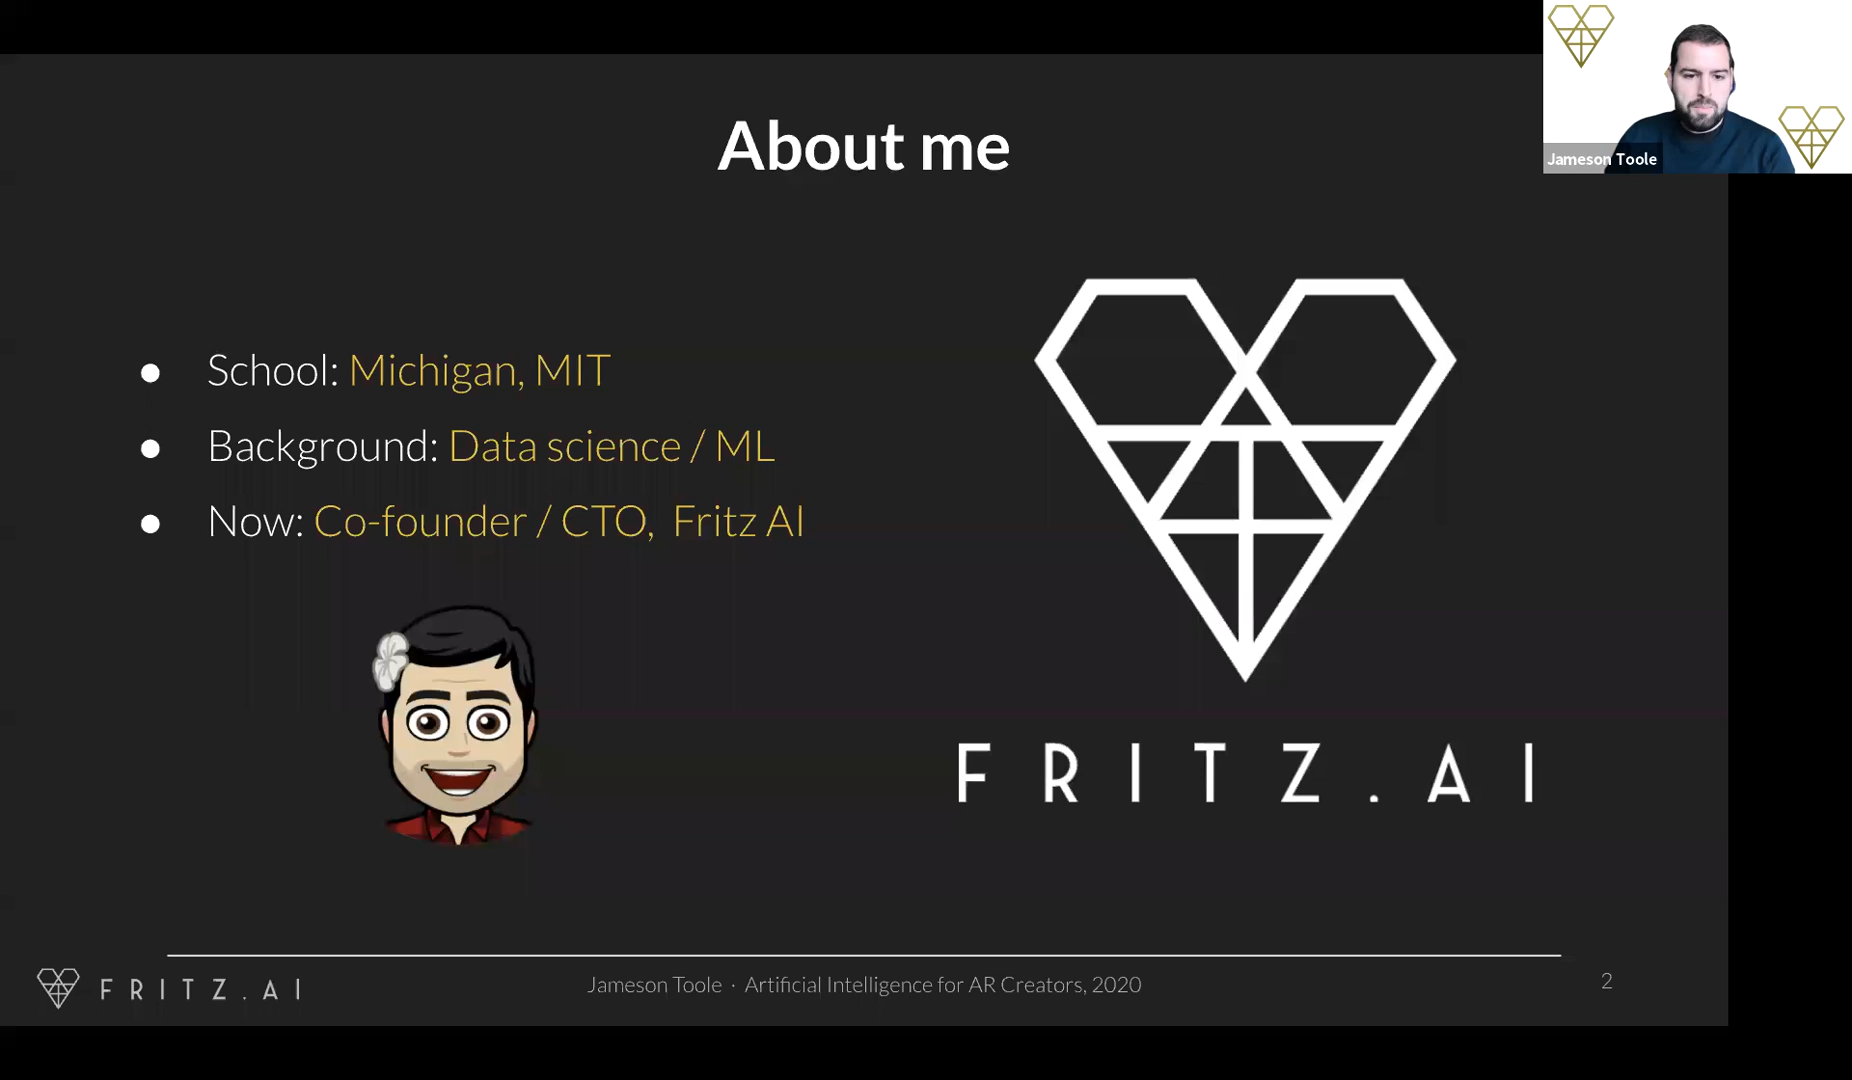 Jameson Toole
About me
● School: Michigan, MIT
● Background: Data science / ML
● Now: Co-founder / CTO, Fritz AI
FRITZ.AI
FRITZ.AI
Jameson Toole · Artificial Intelligence for AR Creators, 2020
2